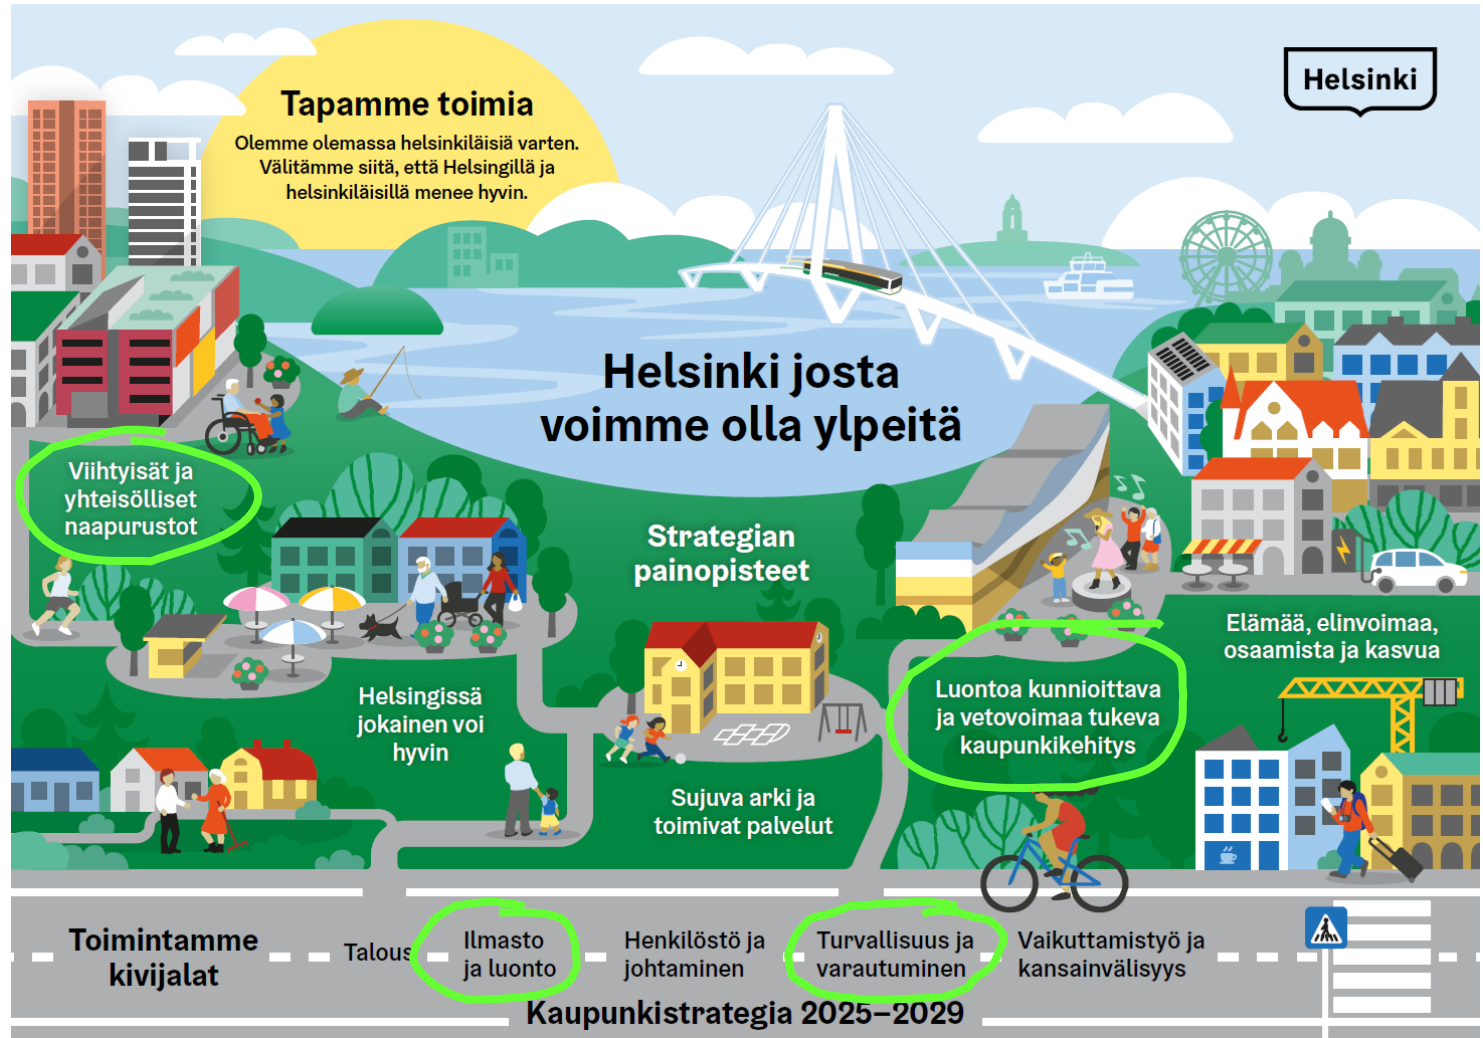 Tapamme toimia
Olemme olemassa helsinkiläisiä varten.
Välitämme siitä, että Helsingillä ja
helsinkiläisillä menee hyvin.
Helsinki
Helsinki josta
voimme olla ylpeitä
Viihtyisät ja
yhteisölliset
naapurustot
Strategian
painopisteet
Elämää, elinvoimaa,
osaamista ja kasvua
Helsingissä
jokainen voi
hyvin
Luontoa kunnioittava
ja vetovoimaa tukeva
kaupunkikehitys
Sujuva arki ja
toimivat palvelut
Toimintamme
kivijalat
Talous
Ilmasto
ja luonto
Henkilöstö ja
johtaminen
Turvallisuus ja
varautuminen
Vaikuttamistyö ja
kansainvälisyys
Kaupunkistrategia 2025–2029